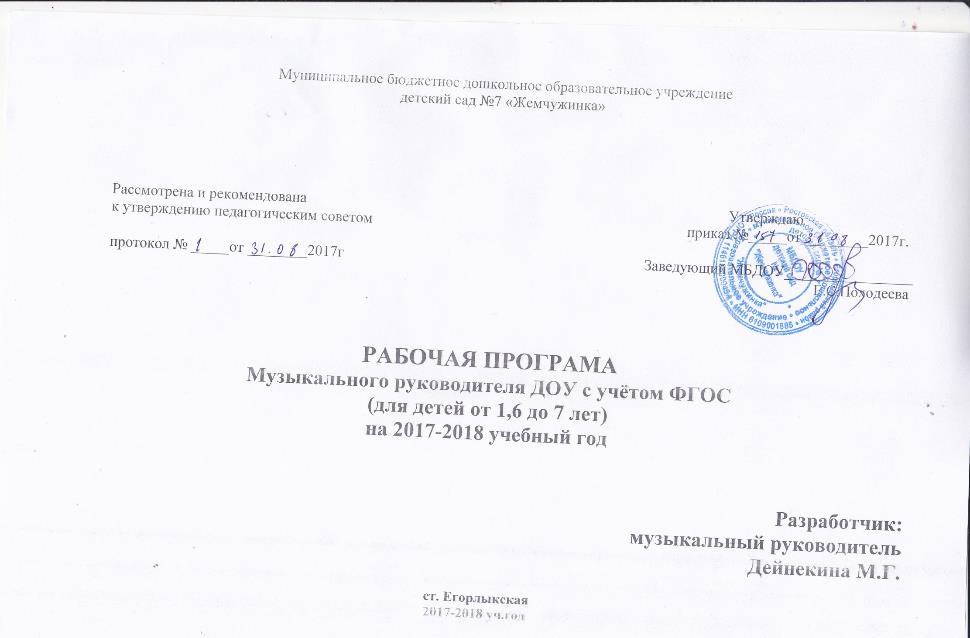 Муниципальное бюджетное дошкольное образовательное учреждение
детский сад №7 «Жемчужинка»
Рассмотрена и рекомендована
к утверждению педагогическим советом
протокол № 1 от 31.08 2017г
Утверждаю
приказ № 157 от 31.08 2017г.
Заведующий МБДОУ
Походеева
ИНН 6109001885
РАБОЧАЯ ПРОГРАМА
Музыкального руководителя ДОУ с учётом ФГОС
(для детей от 1,6 до 7 лет)
на 2017-2018 учебный год
Разработчик:
музыкальный руководитель
Дейнекина М.Г.
ст. Егорлыкская
2017-2018 уч.год